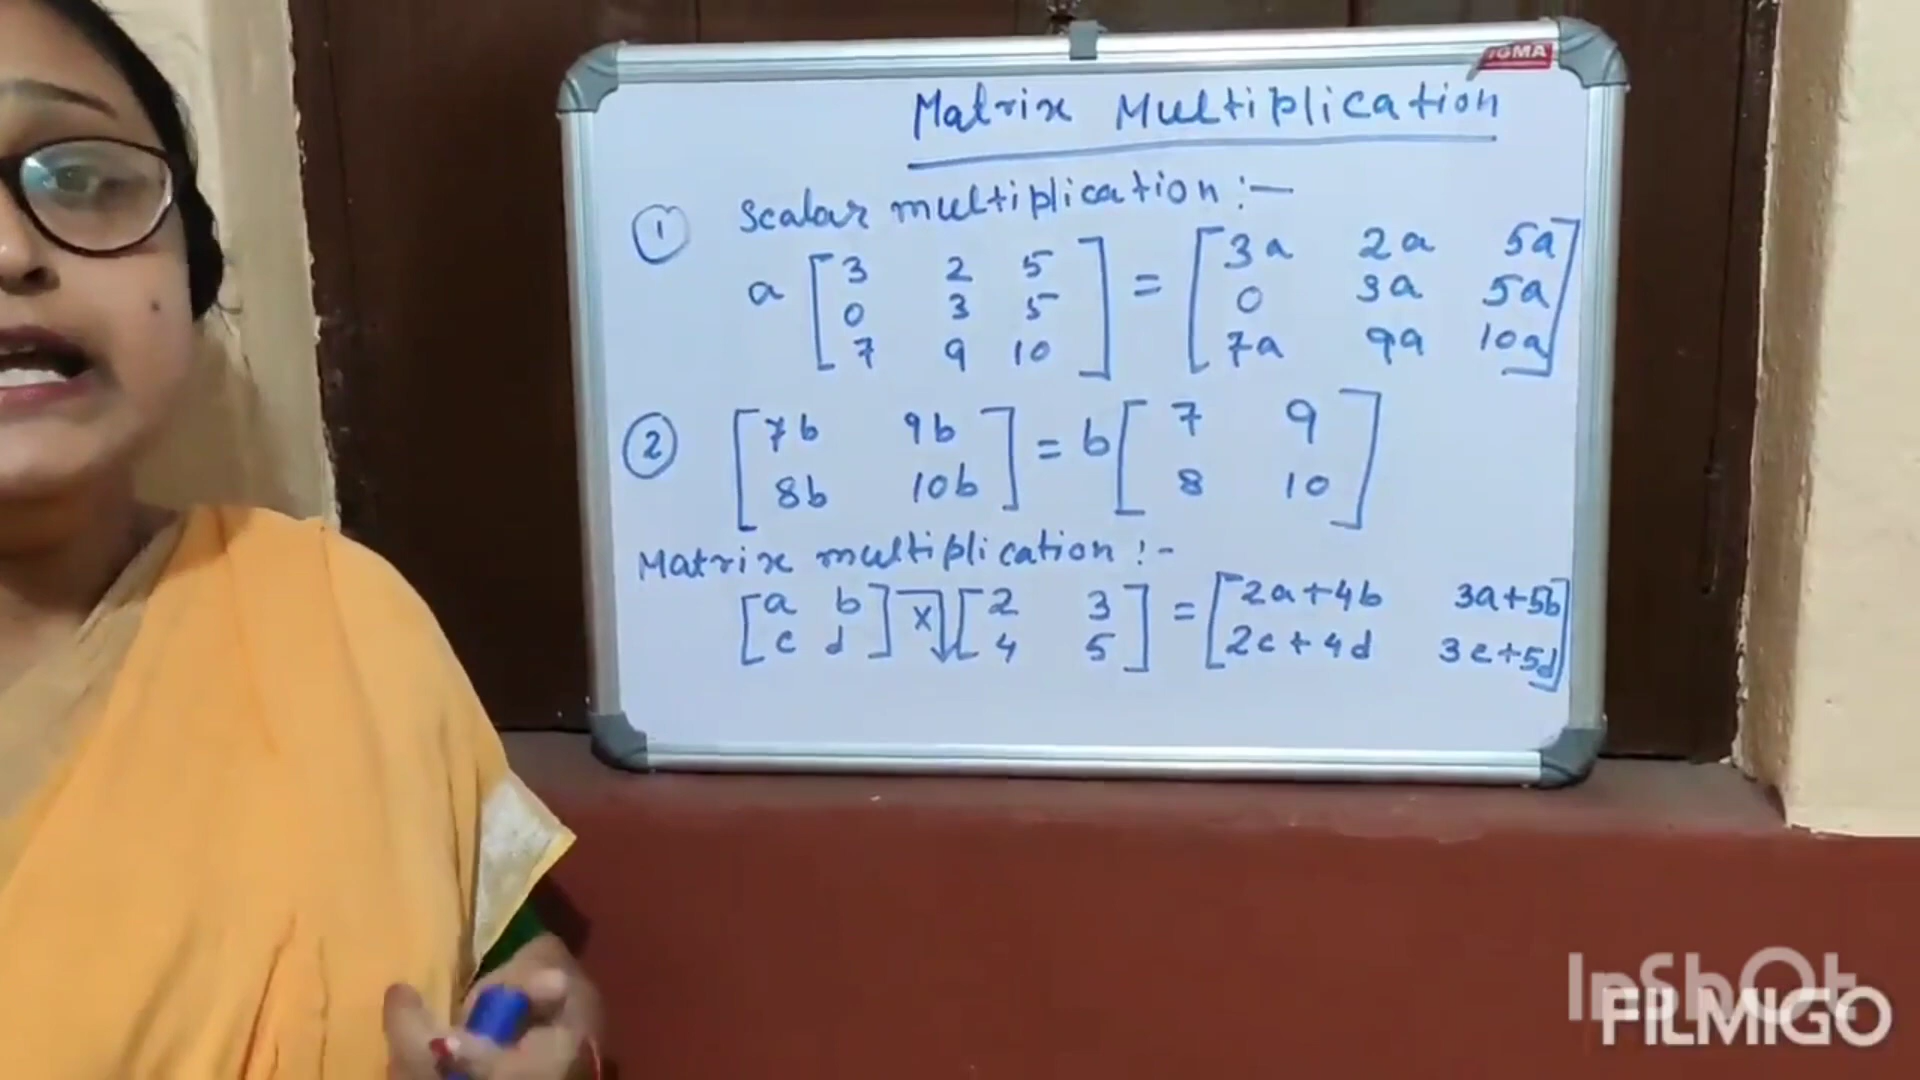 IGMA
Matrix Multiplication
① Scalar multiplication :—
a [ 3 2 5 ] = [ 3a 2a 5a ]
0 3 5 0 3a 5a
7 9 10 7a 9a 10a
② [ 7b 9b ] = b [ 7 9 ]
8b 10b 8 10
Matrix multiplication :-
[ a b ] × [ 2 3 ] = [ 2a+4b 3a+5b ]
c d 4 5 2c+4d 3c+5d
InShOt
FILMIGO